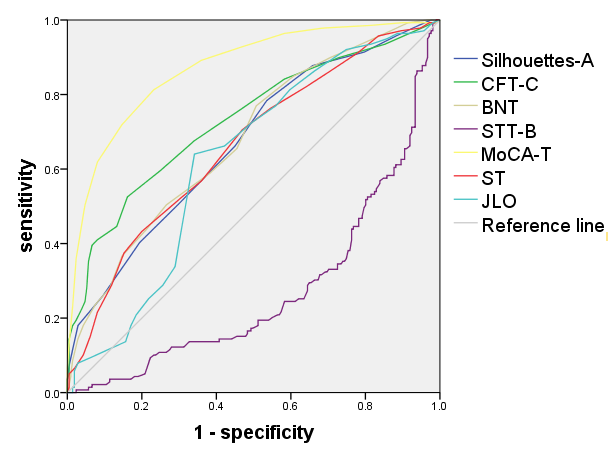 1.0
0.8
0.6
0.4
0.2
0.0
sensitivity
0.0 0.2 0.4 0.6 0.8 1.0
1 - specificity
Silhouettes-A
CFT-C
BNT
STT-B
MoCA-T
ST
JLO
Reference line